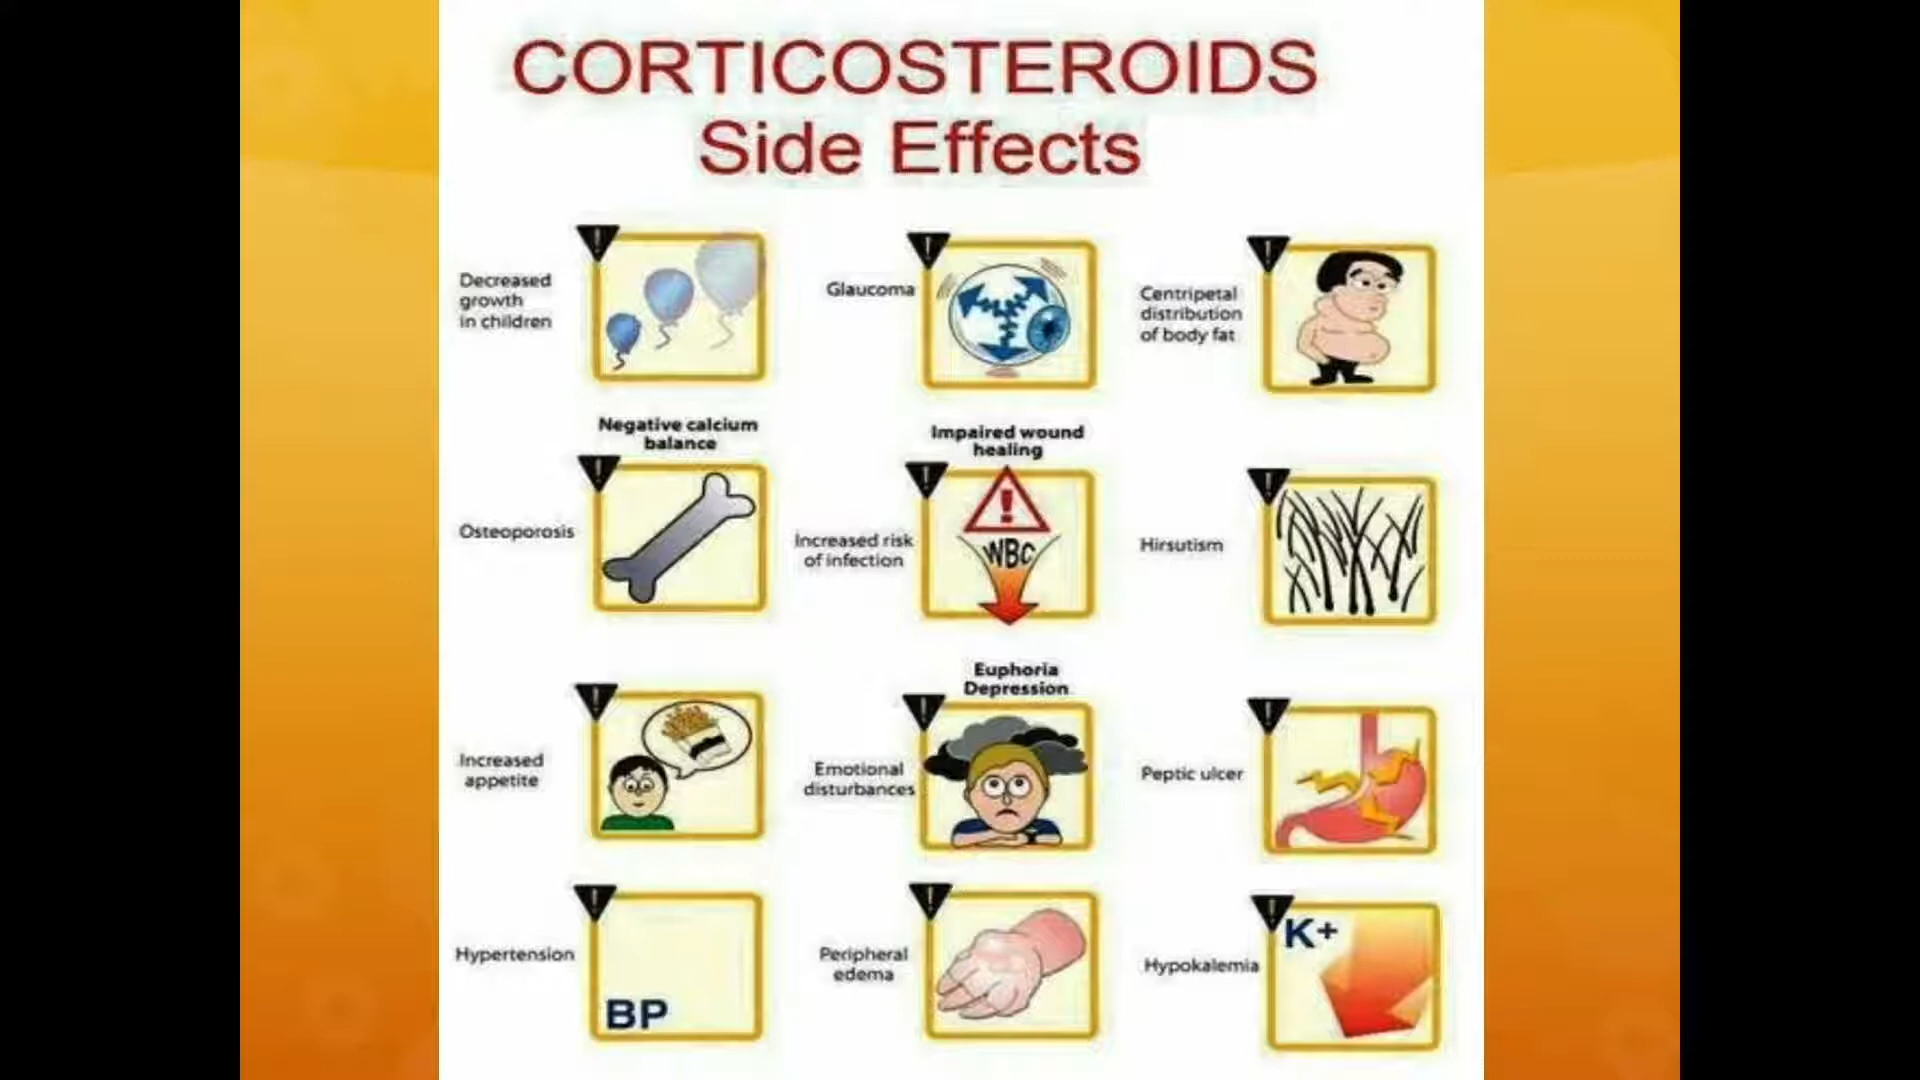 CORTICOSTEROIDS
Side Effects
Decreased
growth
in children
Glaucoma
Centripetal
distribution
of body fat
Negative calcium
balance
Osteoporosis
Impaired wound
healing
Increased risk
of infection
WBC
Hirsutism
Increased
appetite
Euphoria
Depression
Emotional
disturbances
Peptic ulcer
Hypertension
BP
Peripheral
edema
Hypokalemia
K+